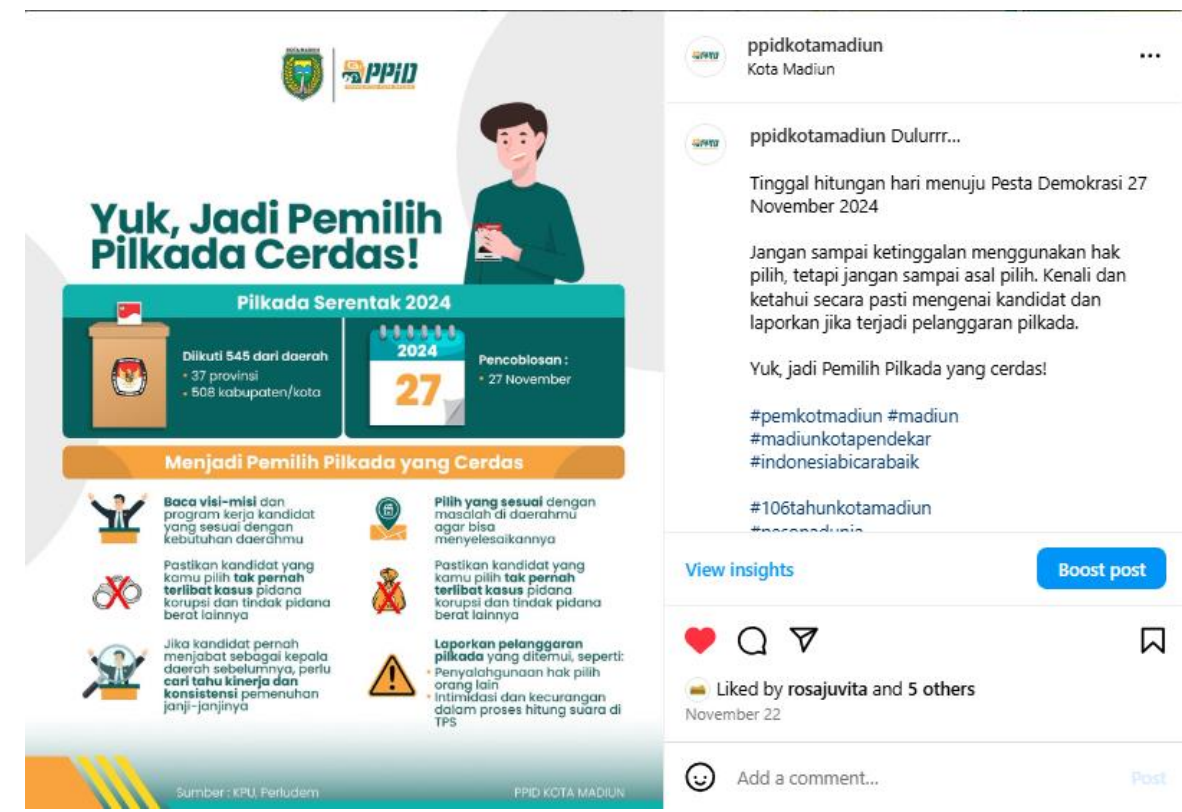 PPID
Yuk, Jadi Pemilih
Pilkada Cerdas!
Pilkada Serentak 2024
Diikuti 545 dari daerah
• 37 provinsi
• 508 kabupaten/kota
2024
27
Pencoblosan :
• 27 November
Menjadi Pemilih Pilkada yang Cerdas
Baca visi-misi dan
program kerja kandidat
yang sesuai dengan
kebutuhan daerahmu
Pilih yang sesuai dengan
masalah di daerahmu
agar bisa
menyelesaikannya
Pastikan kandidat yang
kamu pilih tak pernah
terlibat kasus pidana
korupsi dan tindak pidana
berat lainnya
Pastikan kandidat yang
kamu pilih tak pernah
terlibat kasus pidana
korupsi dan tindak pidana
berat lainnya
Jika kandidat pernah
menjabat sebagai kepala
daerah sebelumnya, perlu
cari tahu kinerja dan
konsistensi pemenuhan
janji-janjinya
Laporkan pelanggaran
pilkada yang ditemui, seperti:
• Penyalahgunaan hak pilih
orang lain
• Intimidasi dan kecurangan
dalam proses hitung suara di
TPS
Sumber : KPU, Perludem
PPID KOTA MADIUN
ppidkotamadiun
Kota Madiun
ppidkotamadiun Dulurrr...
Tinggal hitungan hari menuju Pesta Demokrasi 27
November 2024
Jangan sampai ketinggalan menggunakan hak
pilih, tetapi jangan sampai asal pilih. Kenali dan
ketahui secara pasti mengenai kandidat dan
laporkan jika terjadi pelanggaran pilkada.
Yuk, jadi Pemilih Pilkada yang cerdas!
#pemkotmadiun #madiun
#madiunkotapendekar
#indonesiabicarabaik
#106tahunkotamadiun
#pesonadunia
View insights
Boost post
Liked by rosajuvita and 5 others
November 22
Add a comment...
Post